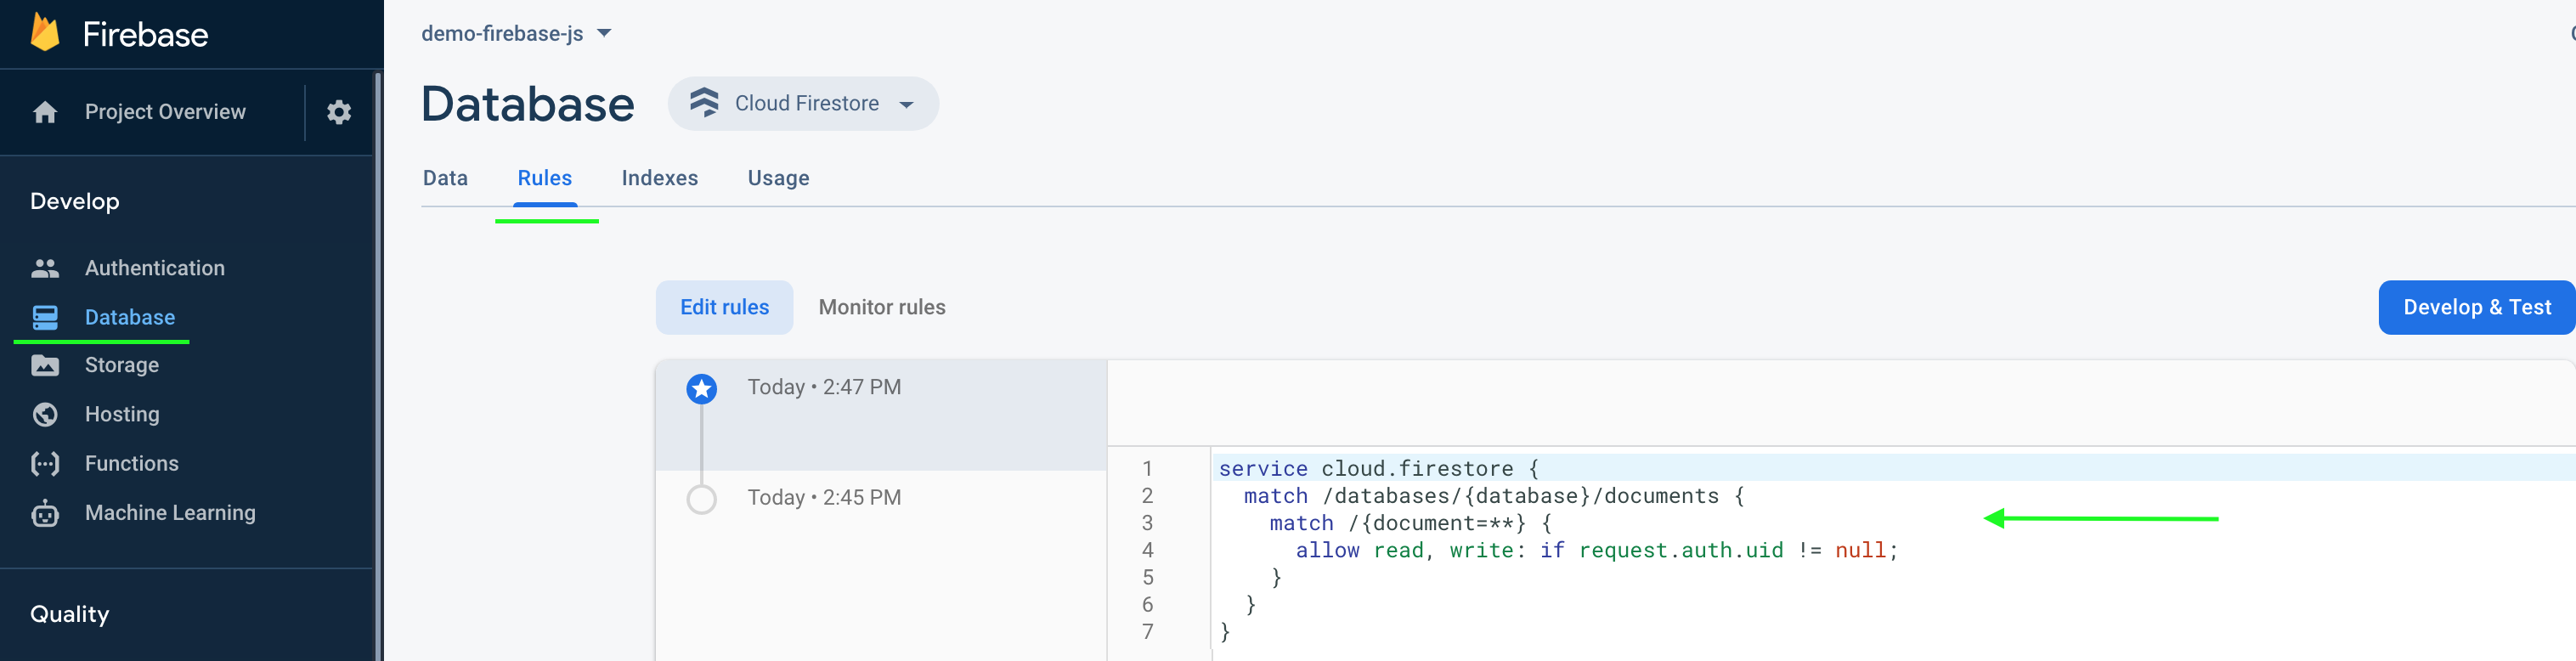 Firebase
Project Overview
Develop
Authentication
Database
Storage
Hosting
Functions
Machine Learning
Quality
demo-firebase-js
Database
Cloud Firestore
Data Rules Indexes Usage
Edit rules Monitor rules
Develop & Test
Today • 2:47 PM
Today • 2:45 PM
1 service cloud.firestore {
2   match /databases/{database}/documents {
3     match /{document=**} {
4       allow read, write: if request.auth.uid != null;
5     }
6   }
7 }